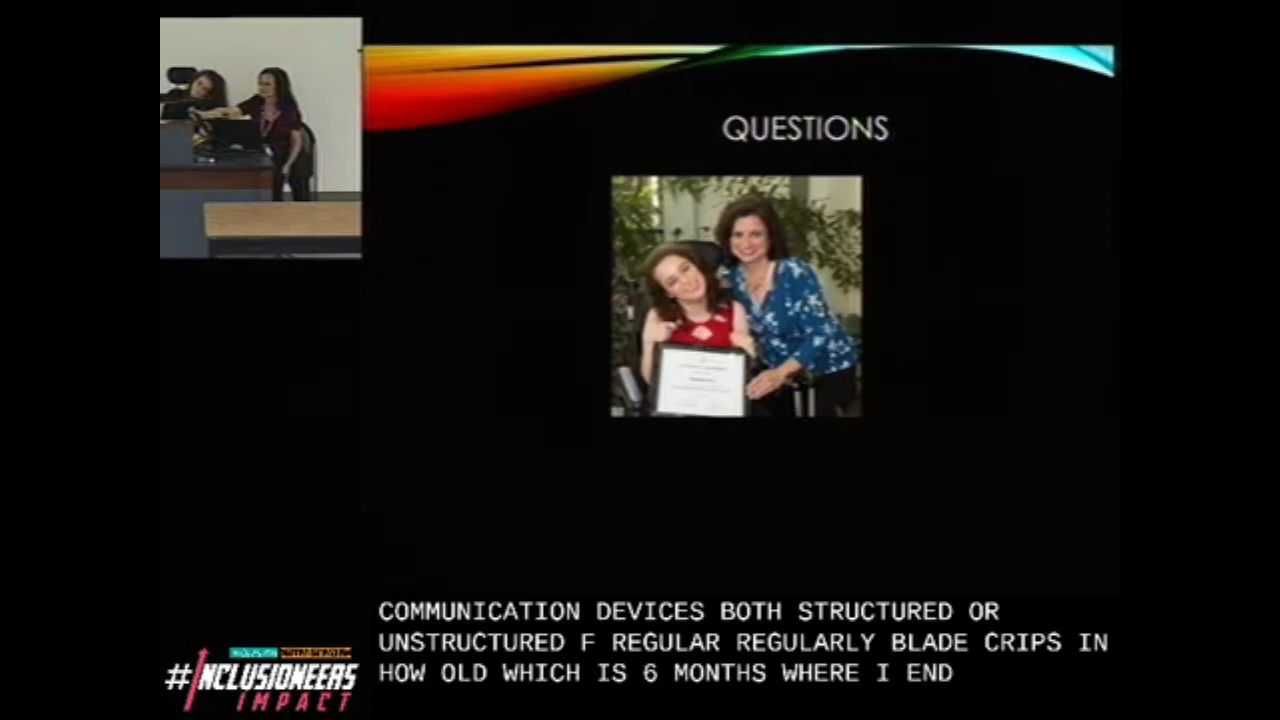 QUESTIONS
COMMUNICATION DEVICES BOTH STRUCTURED OR
UNSTRUCTURED F REGULAR REGULARLY BLADE CRIPS IN
HOW OLD WHICH IS 6 MONTHS WHERE I END
#INCLUSIONEERS
IMPACT